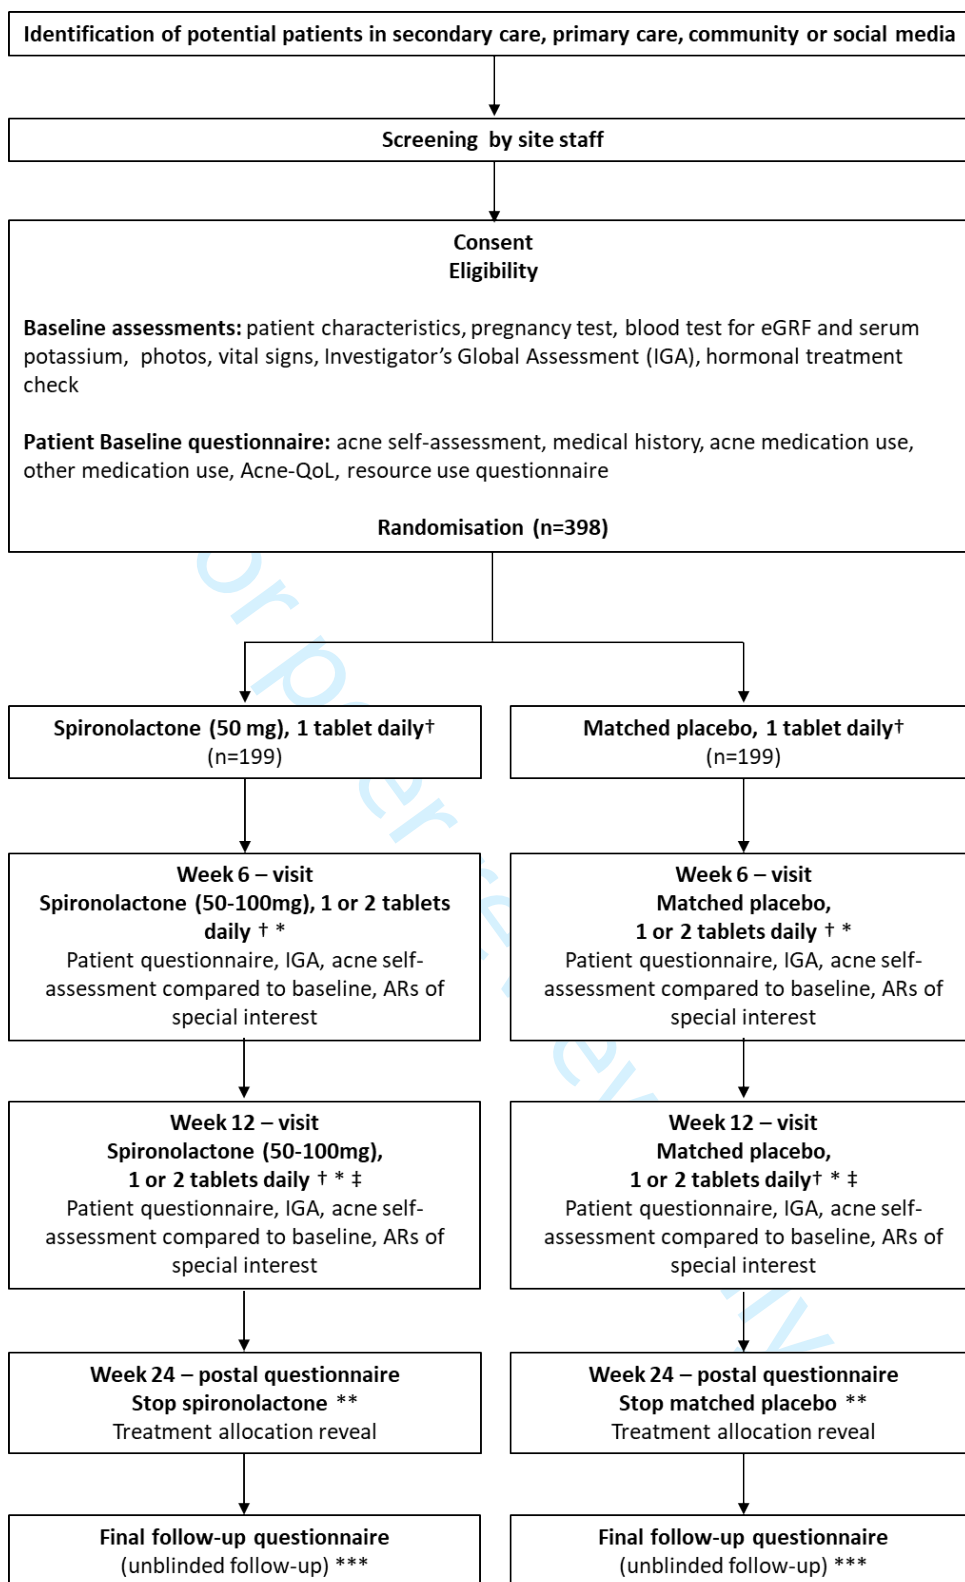 Identification of potential patients in secondary care, primary care, community or social media
Screening by site staff
Consent
Eligibility
Baseline assessments: patient characteristics, pregnancy test, blood test for eGRF and serum
potassium, photos, vital signs, Investigator's Global Assessment (IGA), hormonal treatment
check
Patient Baseline questionnaire: acne self-assessment, medical history, acne medication use,
other medication use, Acne-QoL, resource use questionnaire
Randomisation (n=398)
Spironolactone (50 mg), 1 tablet daily†
(n=199)
Matched placebo, 1 tablet daily†
(n=199)
Week 6 – visit
Spironolactone (50-100mg), 1 or 2 tablets
daily † *
Patient questionnaire, IGA, acne self-
assessment compared to baseline, ARs of
special interest
Week 6 – visit
Matched placebo,
1 or 2 tablets daily † *
Patient questionnaire, IGA, acne self-
assessment compared to baseline, ARs of
special interest
Week 12 – visit
Spironolactone (50-100mg),
1 or 2 tablets daily † * ‡
Patient questionnaire, IGA, acne self-
assessment compared to baseline, ARs of
special interest
Week 12 – visit
Matched placebo,
1 or 2 tablets daily† * ‡
Patient questionnaire, IGA, acne self-
assessment compared to baseline, ARs of
special interest
Week 24 – postal questionnaire
Stop spironolactone **
Treatment allocation reveal
Week 24 – postal questionnaire
Stop matched placebo **
Treatment allocation reveal
Final follow-up questionnaire
(unblinded follow-up) ***
Final follow-up questionnaire
(unblinded follow-up) ***